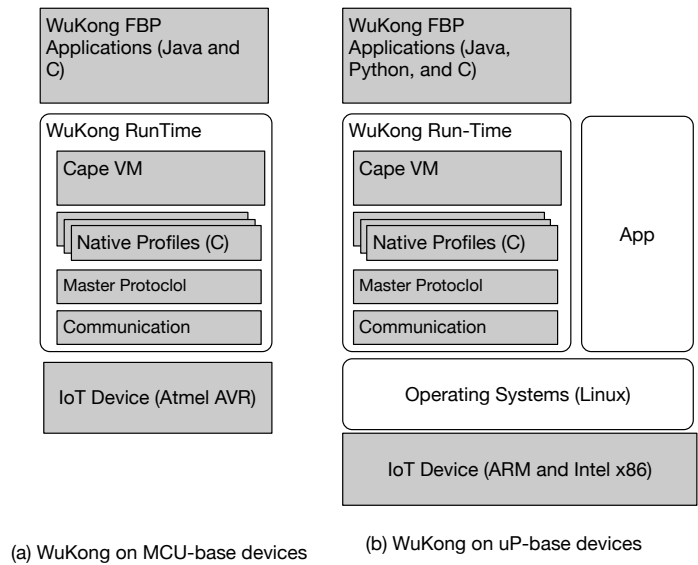 WuKong FBP
Applications (Java and
C)
WuKong RunTime
Cape VM
Native Profiles (C)
Master Protoclol
Communication
IoT Device (Atmel AVR)
(a) WuKong on MCU-base devices
WuKong FBP
Applications (Java,
Python, and C)
WuKong Run-Time
Cape VM
Native Profiles (C)
Master Protoclol
Communication
App
Operating Systems (Linux)
IoT Device (ARM and Intel x86)
(b) WuKong on uP-base devices